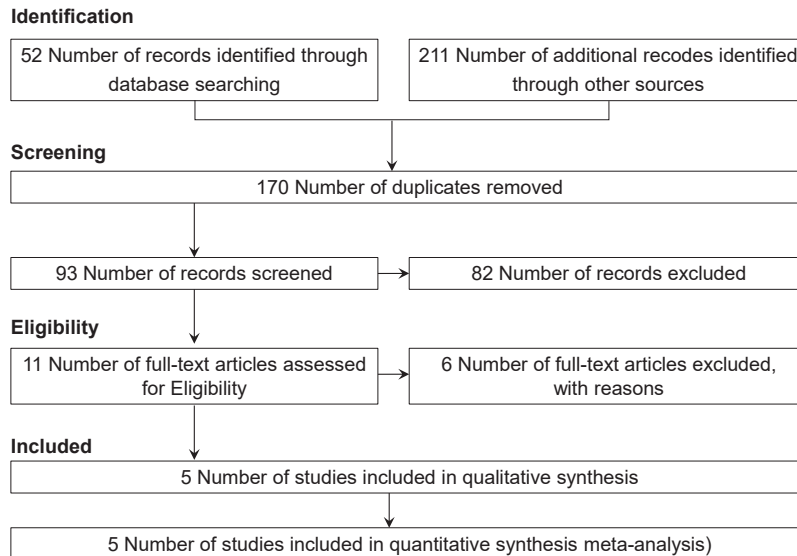 Identification
52 Number of records identified through
database searching
211 Number of additional recodes identified
through other sources
Screening
170 Number of duplicates removed
93 Number of records screened
82 Number of records excluded
Eligibility
11 Number of full-text articles assessed
for Eligibility
6 Number of full-text articles excluded,
with reasons
Included
5 Number of studies included in qualitative synthesis
5 Number of studies included in quantitative synthesis meta-analysis)